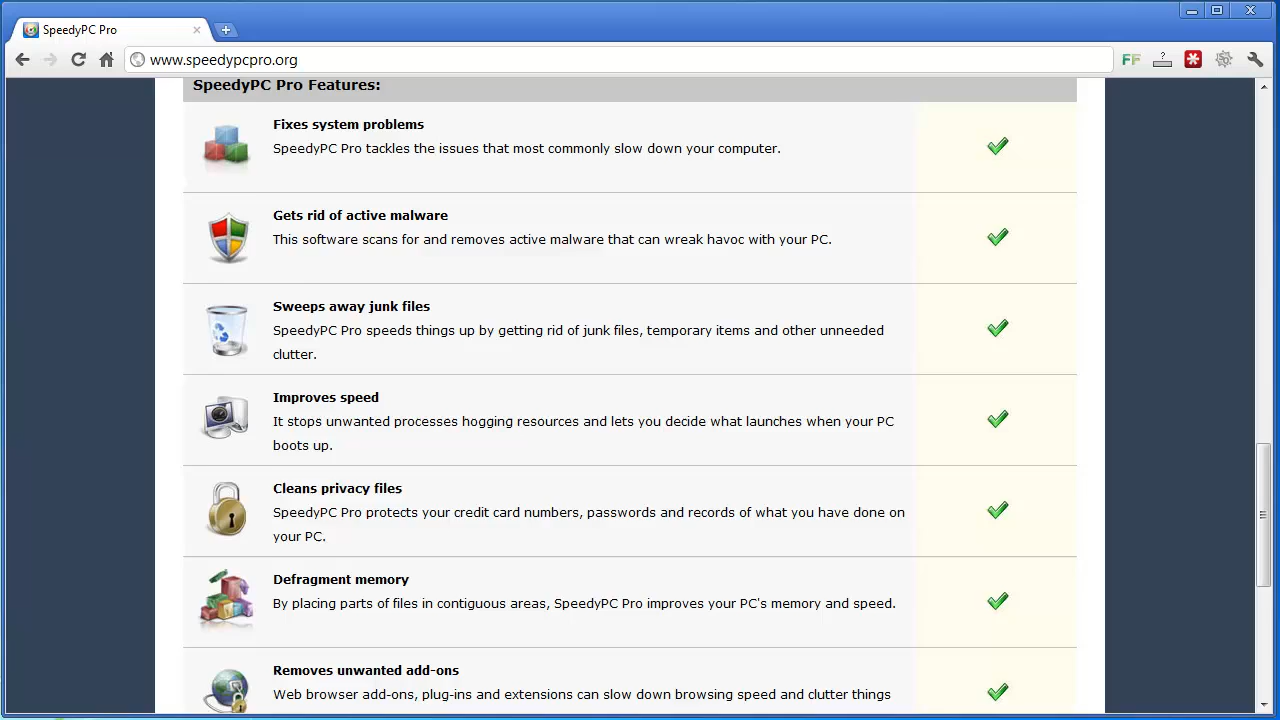 SpeedyPC Pro
www.speedypcpro.org
FF
?
SpeedyPC Pro Features:
Fixes system problems
SpeedyPC Pro tackles the issues that most commonly slow down your computer.
Gets rid of active malware
This software scans for and removes active malware that can wreak havoc with your PC.
Sweeps away junk files
SpeedyPC Pro speeds things up by getting rid of junk files, temporary items and other unneeded
clutter.
Improves speed
It stops unwanted processes hogging resources and lets you decide what launches when your PC
boots up.
Cleans privacy files
SpeedyPC Pro protects your credit card numbers, passwords and records of what you have done on
your PC.
Defragment memory
By placing parts of files in contiguous areas, SpeedyPC Pro improves your PC's memory and speed.
Removes unwanted add-ons
Web browser add-ons, plug-ins and extensions can slow down browsing speed and clutter things